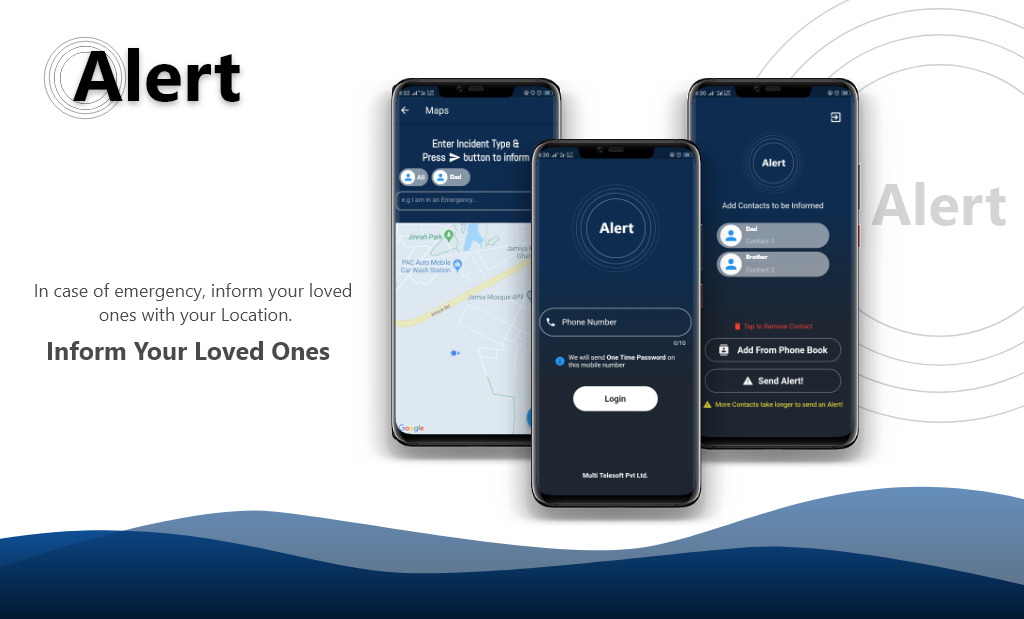 Alert
In case of emergency, inform your loved
ones with your Location.
Inform Your Loved Ones
Maps
Enter Incident Type &
Press button to inform
Ali
Dad
e.g I am in an Emergency...
Jinnah Park
PAC Auto Mobile
Car Wash Station
Jamia Mosque APF
Attock Rd
Google
Alert
Phone Number
0/10
We will send One Time Password on
this mobile number
Login
Multi Telesoft Pvt Ltd.
Alert
Add Contacts to be Informed
Dad
Contact 1
Brother
Contact 2
Tap to Remove Contact
Add From Phone Book
Send Alert!
More Contacts take longer to send an Alert!
Alert